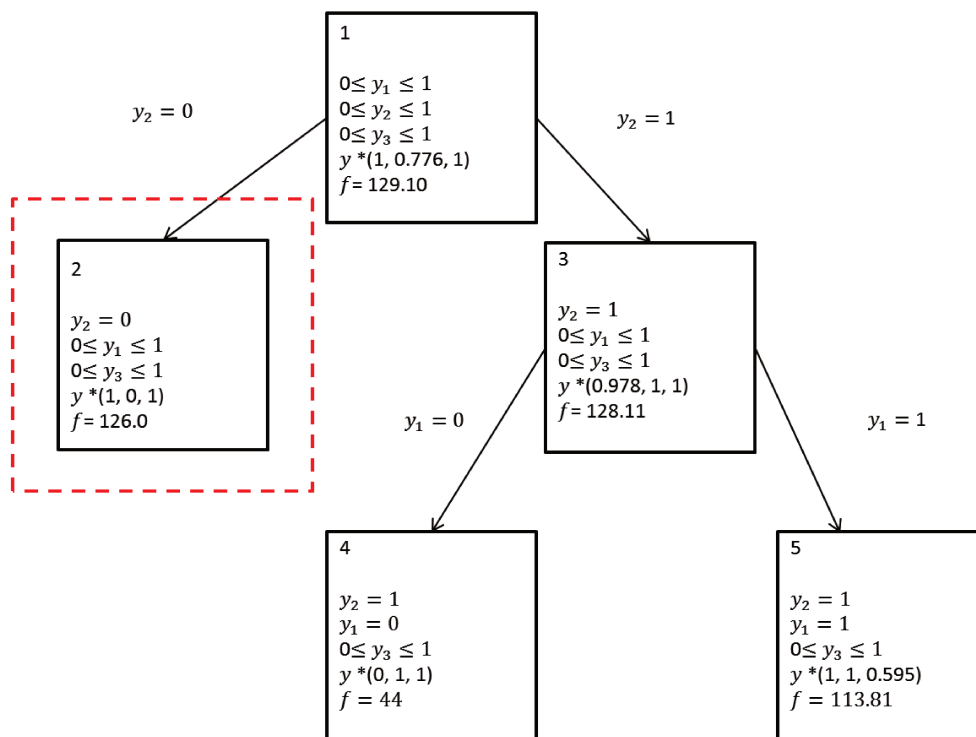 1
0≤ y₁ ≤ 1
0≤ y₂ ≤ 1
0≤ y₃ ≤ 1
y *(1, 0.776, 1)
f = 129.10
y₂ = 0
y₂ = 1
2
y₂ = 0
0≤ y₁ ≤ 1
0≤ y₃ ≤ 1
y *(1, 0, 1)
f = 126.0
3
y₂ = 1
0≤ y₁ ≤ 1
0≤ y₃ ≤ 1
y *(0.978, 1, 1)
f = 128.11
y₁ = 0
y₁ = 1
4
y₂ = 1
y₁ = 0
0≤ y₃ ≤ 1
y *(0, 1, 1)
f = 44
5
y₂ = 1
y₁ = 1
0≤ y₃ ≤ 1
y *(1, 1, 0.595)
f = 113.81